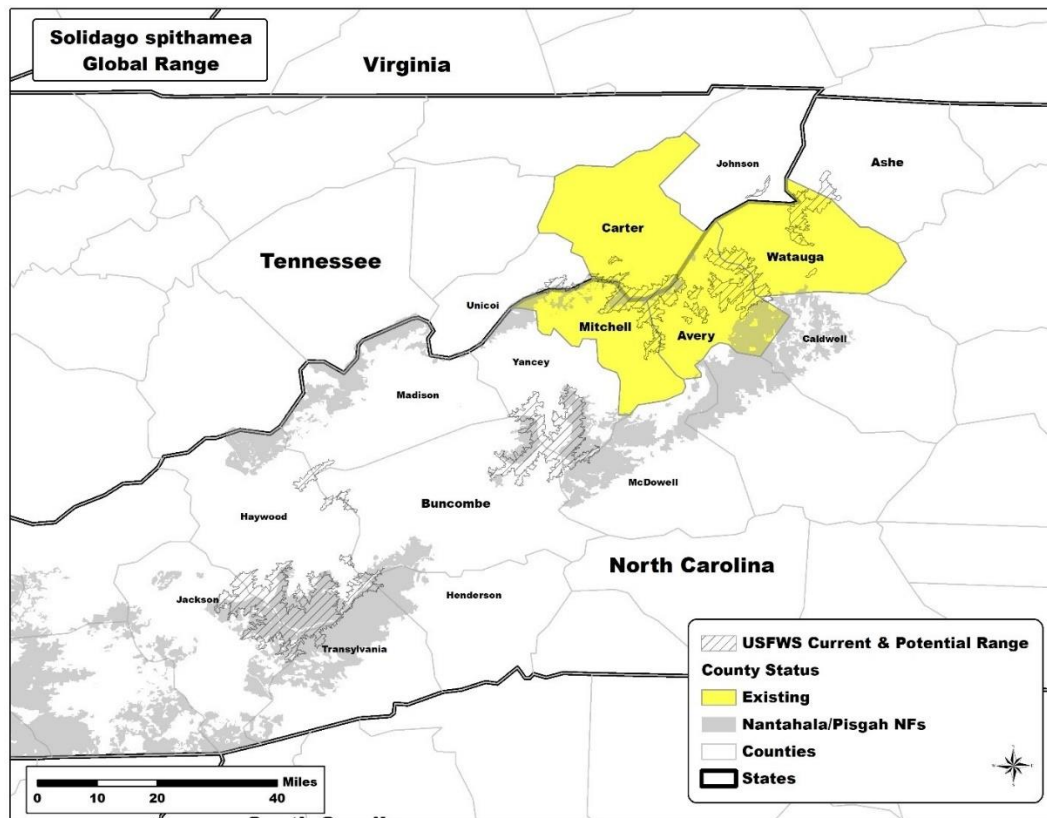 Solidago spithamea
Global Range
Virginia
Johnson
Ashe
Carter
Watauga
Tennessee
Unicoi
Mitchell
Avery
Caldwell
Yancey
Madison
McDowell
Buncombe
Haywood
North Carolina
Jackson
Henderson
Transylvania
USFWS Current & Potential Range
County Status
Existing
Nantahala/Pisgah NFs
Counties
States
Miles
0 10 20 40